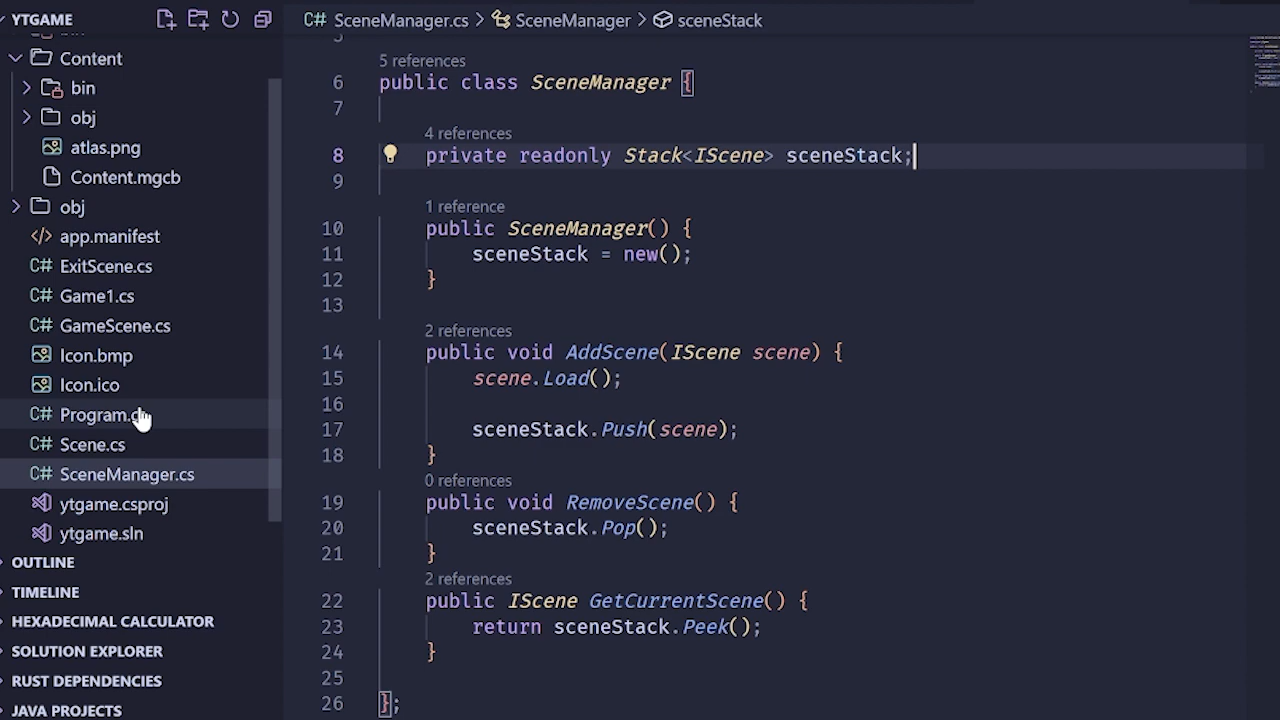 YTGAME
Content
bin
obj
atlas.png
Content.mgcb
obj
app.manifest
C# ExitScene.cs
C# Game1.cs
C# GameScene.cs
Icon.bmp
Icon.ico
C# Program.
C# Scene.cs
C# SceneManager.cs
ytgame.csproj
ytgame.sln
OUTLINE
TIMELINE
HEXADECIMAL CALCULATOR
SOLUTION EXPLORER
RUST DEPENDENCIES
JAVA PROJECTS
C# SceneManager.cs > SceneManager > sceneStack
5
5 references
6 public class SceneManager {
7
4 references
8 private readonly Stack<IScene> sceneStack;
9
1 reference
10 public SceneManager() {
11 sceneStack = new();
12 }
13
2 references
14 public void AddScene(IScene scene) {
15 scene.Load();
16
17 sceneStack.Push(scene);
18 }
0 references
19 public void RemoveScene() {
20 sceneStack.Pop();
21 }
2 references
22 public IScene GetCurrentScene() {
23 return sceneStack.Peek();
24 }
25
26 };